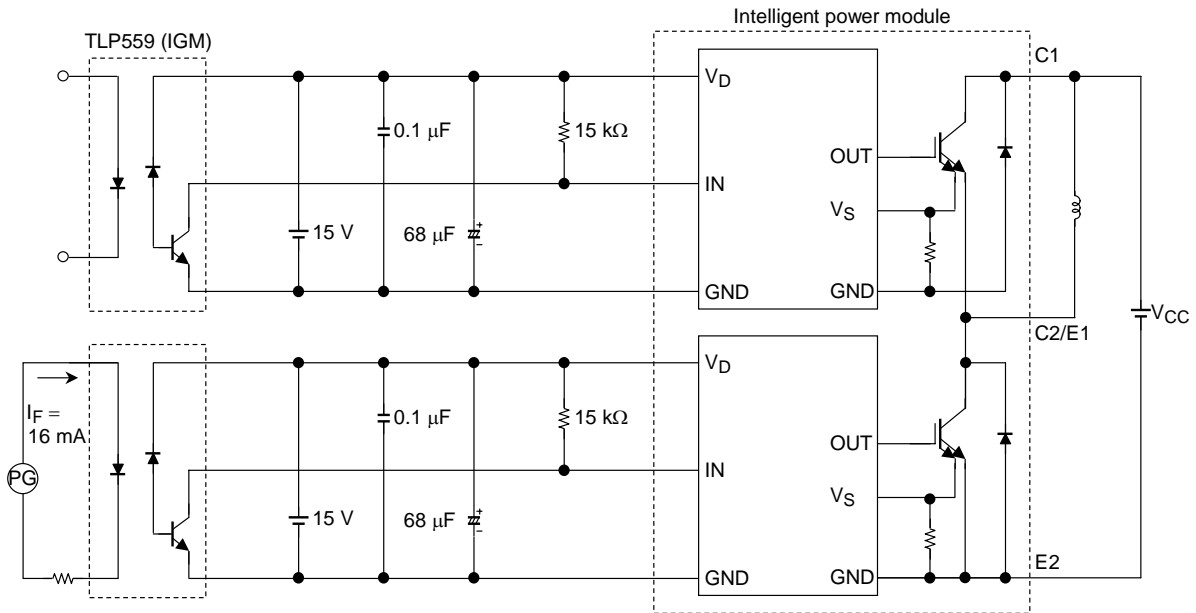 Intelligent power module
TLP559 (IGM)
C1
VD
0.1 μF
15 kΩ
OUT
IN
VS
15 V
68 μF
+
−
GND
GND
C2/E1
VCC
VD
IF =
16 mA
0.1 μF
15 kΩ
OUT
IN
PG
VS
15 V
68 μF
+
−
E2
GND
GND